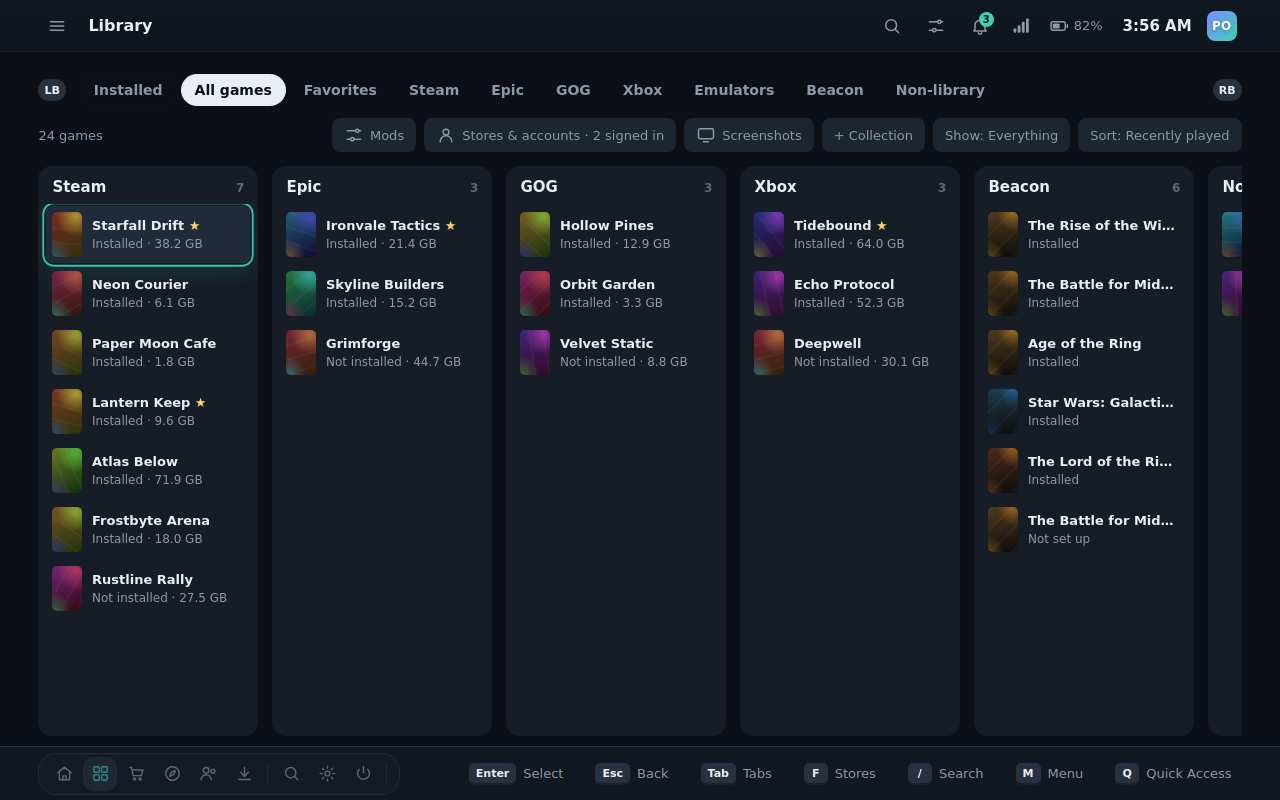 Library
3
82%
3:56 AM
PO
LB
Installed
All games
Favorites
Steam
Epic
GOG
Xbox
Emulators
Beacon
Non-library
RB
24 games
Mods
Stores & accounts · 2 signed in
Screenshots
+ Collection
Show: Everything
Sort: Recently played
Steam 7
Starfall Drift ★
Installed · 38.2 GB
Neon Courier
Installed · 6.1 GB
Paper Moon Cafe
Installed · 1.8 GB
Lantern Keep ★
Installed · 9.6 GB
Atlas Below
Installed · 71.9 GB
Frostbyte Arena
Installed · 18.0 GB
Rustline Rally
Not installed · 27.5 GB
Epic 3
Ironvale Tactics ★
Installed · 21.4 GB
Skyline Builders
Installed · 15.2 GB
Grimforge
Not installed · 44.7 GB
GOG 3
Hollow Pines
Installed · 12.9 GB
Orbit Garden
Installed · 3.3 GB
Velvet Static
Not installed · 8.8 GB
Xbox 3
Tidebound ★
Installed · 64.0 GB
Echo Protocol
Installed · 52.3 GB
Deepwell
Not installed · 30.1 GB
Beacon 6
The Rise of the Wi...
Installed
The Battle for Mid...
Installed
Age of the Ring
Installed
Star Wars: Galacti...
Installed
The Lord of the Ri...
Installed
The Battle for Mid...
Not set up
No
Enter Select
Esc Back
Tab Tabs
F Stores
/ Search
M Menu
Q Quick Access